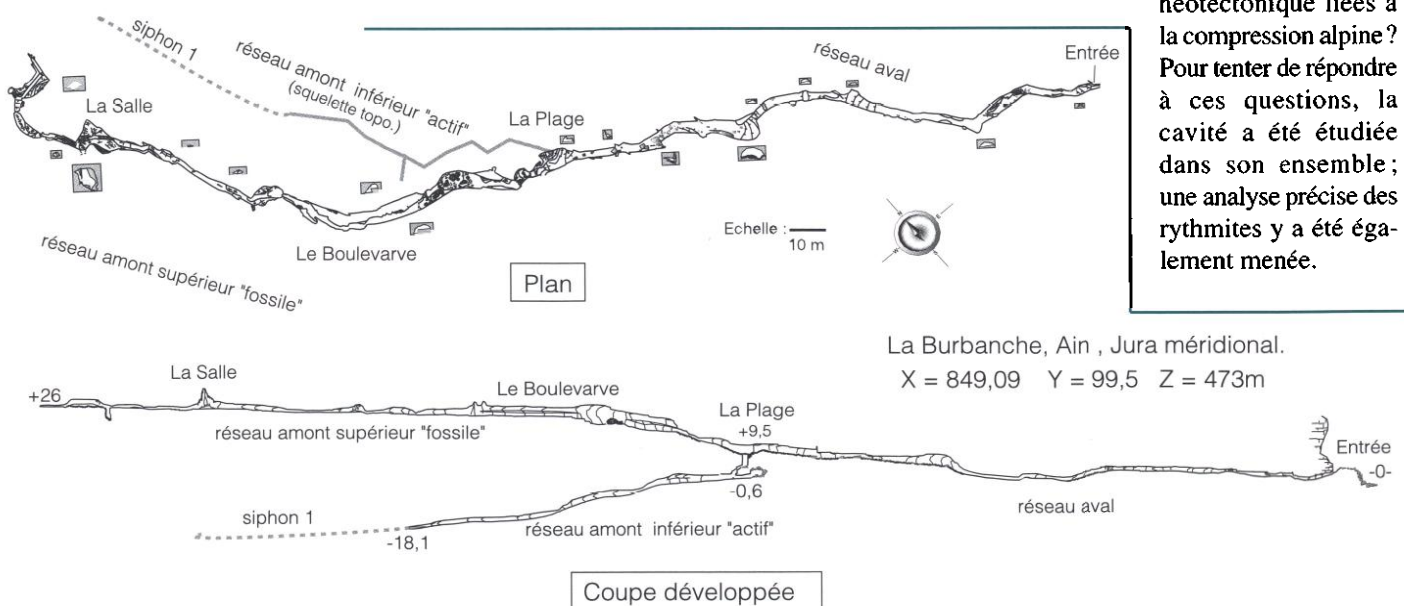 siphon 1
réseau amont inférieur "actif"
(squelette topo.)
réseau aval
Entrée
La Salle
La Plage
Le Boulevarve
réseau amont supérieur "fossile"
Echelle :
10 m
Plan
néotectonique liées à
la compression alpine ?
Pour tenter de répondre
à ces questions, la
cavité a été étudiée
dans son ensemble ;
une analyse précise des
rythmites y a été éga-
lement menée.
La Burbanche, Ain , Jura méridional.
X = 849,09 Y = 99,5 Z = 473m
+26
La Salle
Le Boulevarve
La Plage
+9,5
réseau amont supérieur "fossile"
Entrée
-0-
-0,6
réseau aval
siphon 1
réseau amont inférieur "actif"
-18,1
Coupe développée